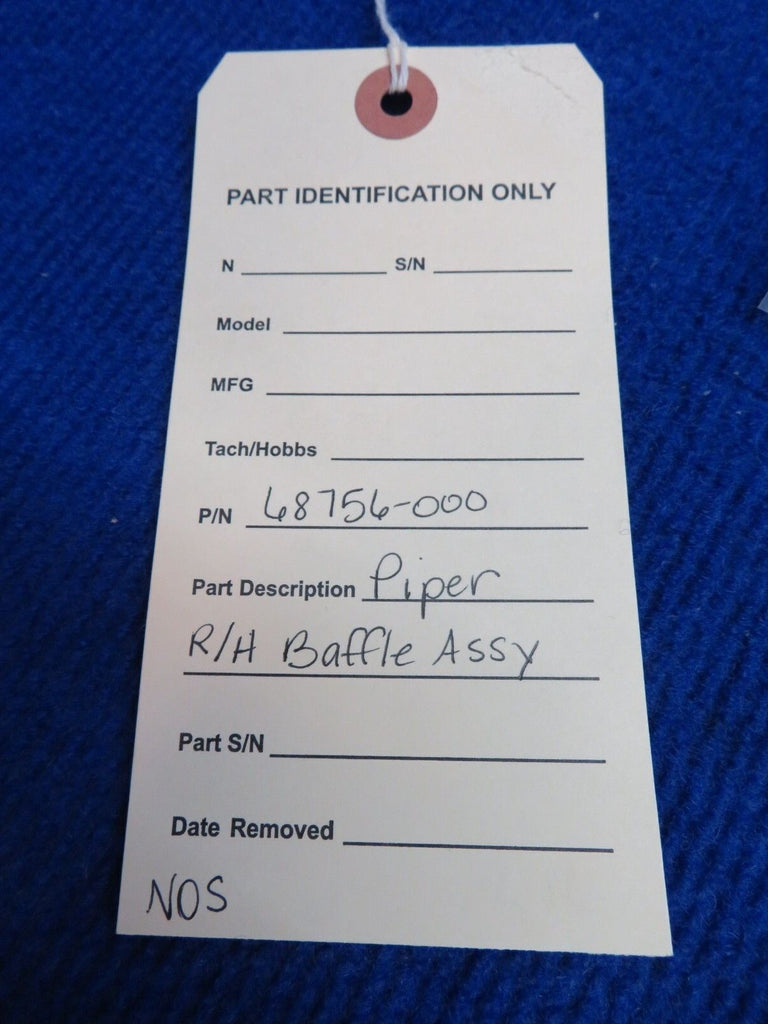 PART IDENTIFICATION ONLY
N S/N
Model
MFG
Tach/Hobbs
P/N 68756-000
Part Description Piper
R/H Baffle Assy
Part S/N
Date Removed
NOS